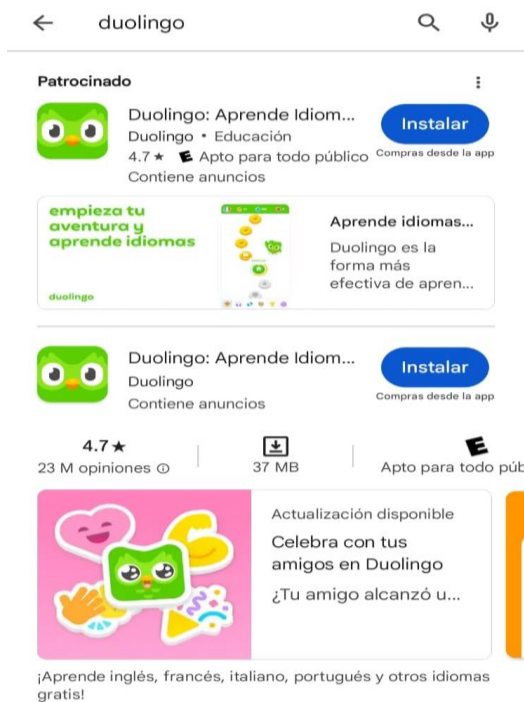 duolingo
Patrocinado
Duolingo: Aprende Idiom...
Duolingo • Educación
4.7 ★ E Apto para todo público
Contiene anuncios
Instalar
Compras desde la app
empieza tu
aventura y
aprende idiomas
duolingo
GO!
Aprende idiomas...
Duolingo es la
forma más
efectiva de apren...
Duolingo: Aprende Idiom...
Duolingo
Contiene anuncios
Instalar
Compras desde la app
4.7 ★
23 M opiniones
37 MB
E
Apto para todo púb
Actualización disponible
Celebra con tus
amigos en Duolingo
¿Tu amigo alcanzó u...
¡Aprende inglés, francés, italiano, portugués y otros idiomas
gratis!